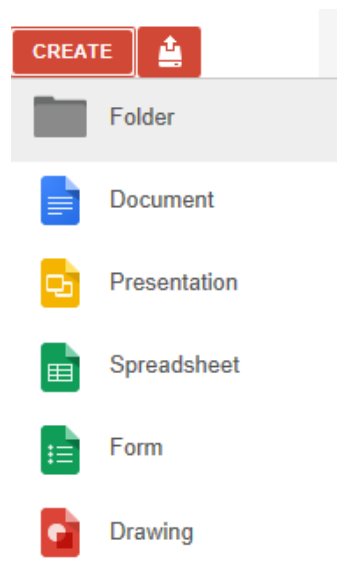 CREATE
Folder
Document
Presentation
Spreadsheet
Form
Drawing